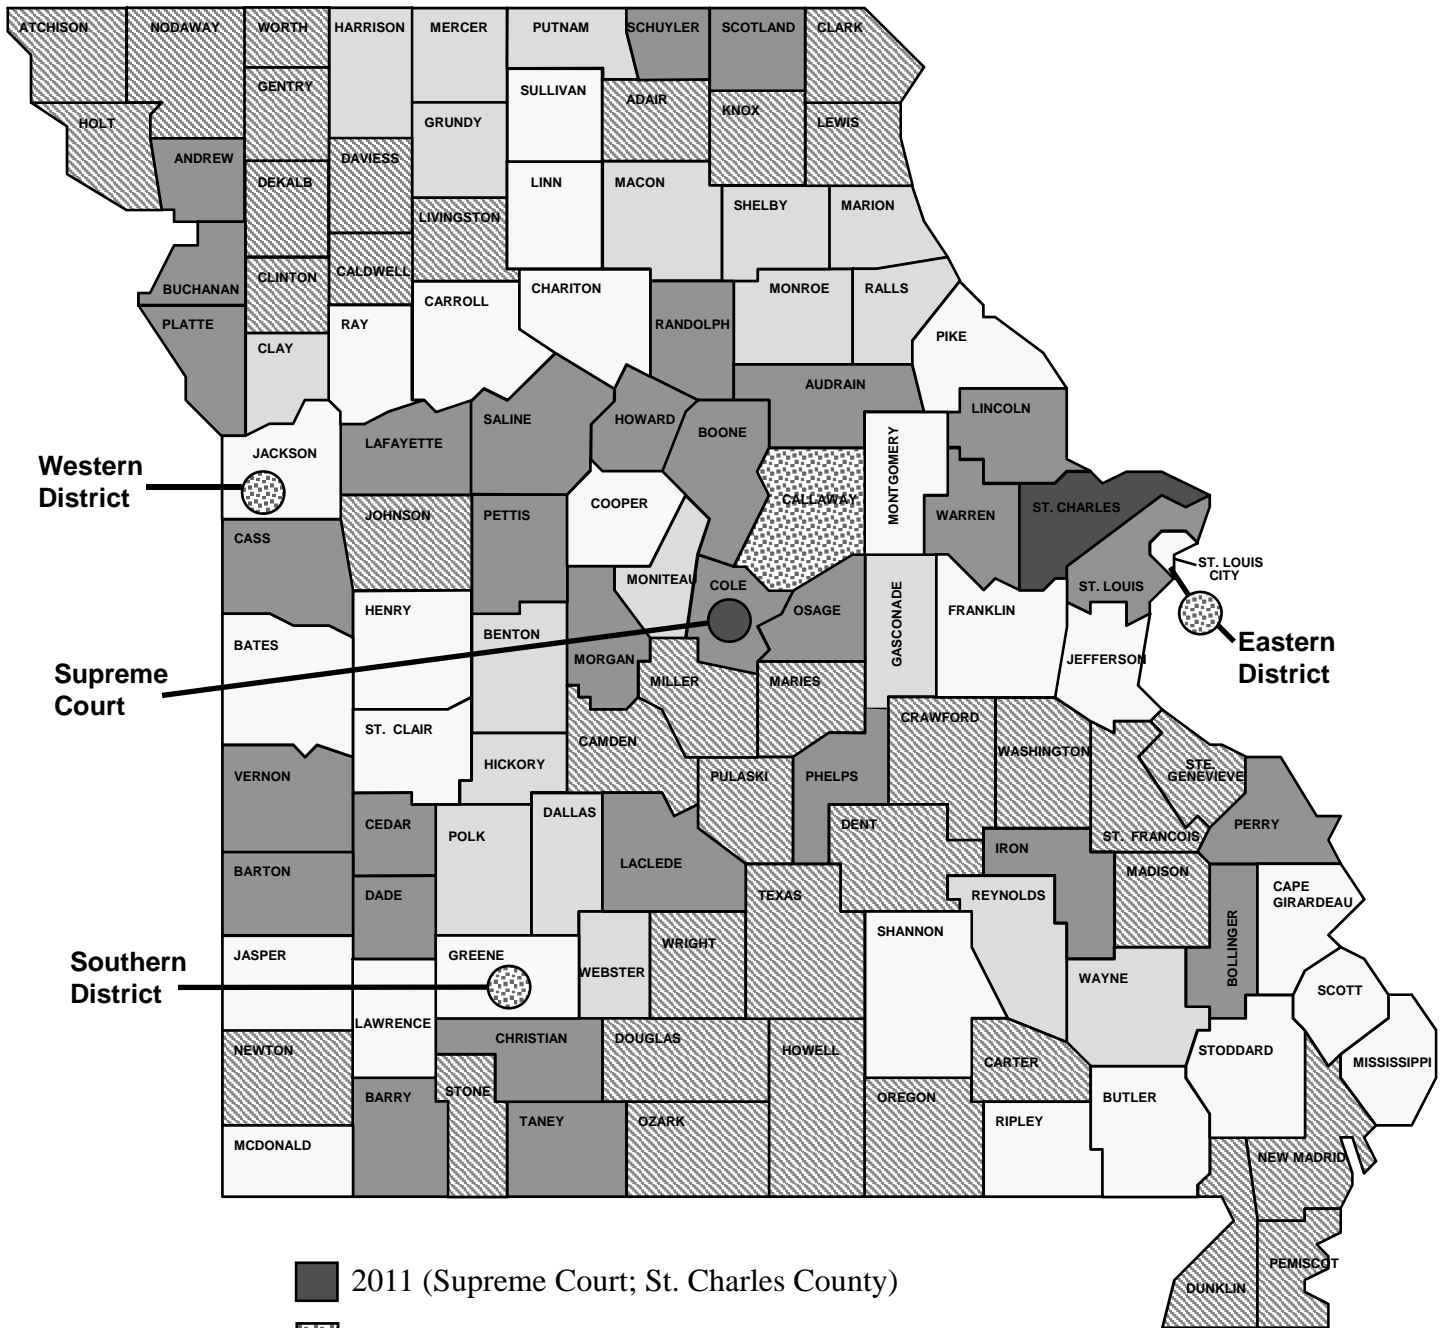 ATCHISON NODAWAY WORTH HARRISON MERCER PUTNAM SCHUYLER SCOTLAND CLARK
GENTRY SULLIVAN ADAIR KNOX LEWIS
HOLT GRUNDY
ANDREW DEKALB DAVIESS LINN MACON
SHELBY MARION
LIVINGSTON
BUCHANAN CLINTON CALDWELL CARROLL CHARITON MONROE RALLS
PLATTE CLAY RAY RANDOLPH PIKE
AUDRAIN
LINCOLN
LAFAYETTE SALINE HOWARD BOONE
JACKSON
MONTGOMERY
Western
District
COOPER CALLAWAY
JOHNSON PETTIS WARREN ST. CHARLES
CASS
ST. LOUIS
CITY
MONITEAU COLE ST. LOUIS
HENRY OSAGE GASCONADE FRANKLIN
BENTON
BATES MORGAN JEFFERSON
Eastern
District
Supreme
Court
MILLER MARIES
ST. CLAIR CAMDEN CRAWFORD
WASHINGTON
HICKORY STE.
GENEVIEVE
VERNON PULASKI PHELPS
DALLAS
CEDAR POLK DENT ST. FRANCOIS PERRY
IRON
BARTON LACLEDE MADISON
DADE TEXAS REYNOLDS CAPE
GIRARDEAU
SHANNON
BOLLINGER
JASPER GREENE WRIGHT
Southern
District
WEBSTER WAYNE SCOTT
LAWRENCE
NEWTON CHRISTIAN DOUGLAS HOWELL STODDARD
CARTER MISSISSIPPI
BARRY STONE OREGON BUTLER
MCDONALD TANEY OZARK RIPLEY
NEW MADRID
PEMISCOT
DUNKLIN
2011 (Supreme Court; St. Charles County)